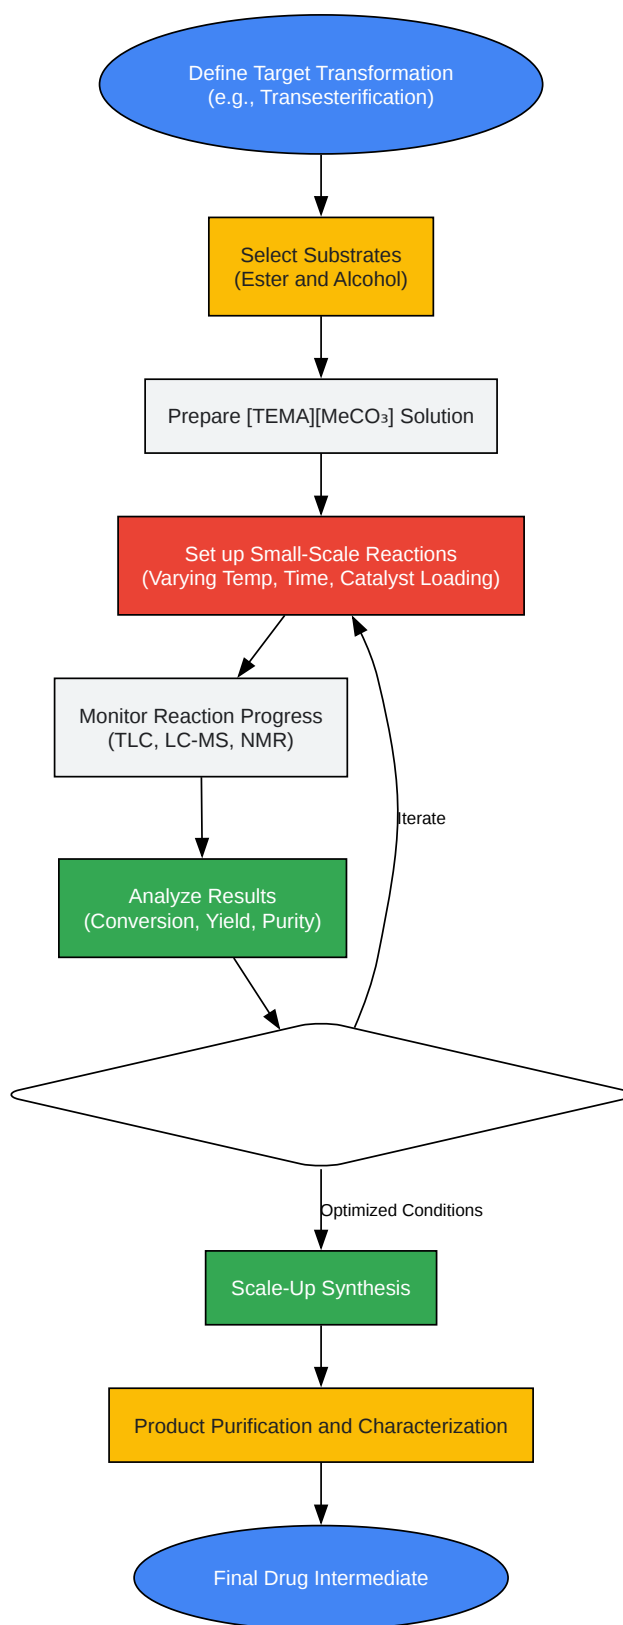 Define Target Transformation
(e.g., Transesterification)
Select Substrates
(Ester and Alcohol)
Prepare [TEMA][MeCO₃] Solution
Set up Small-Scale Reactions
(Varying Temp, Time, Catalyst Loading)
Monitor Reaction Progress
(TLC, LC-MS, NMR)
Iterate
Analyze Results
(Conversion, Yield, Purity)
Optimized Conditions
Scale-Up Synthesis
Product Purification and Characterization
Final Drug Intermediate